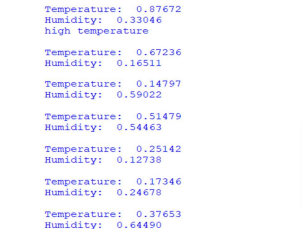 Temperature: 0.87672
Humidity: 0.33046
high temperature
Temperature: 0.67236
Humidity: 0.16511
Temperature: 0.14797
Humidity: 0.59022
Temperature: 0.51479
Humidity: 0.54463
Temperature: 0.25142
Humidity: 0.12738
Temperature: 0.17346
Humidity: 0.24678
Temperature: 0.37653
Humidity: 0.64490